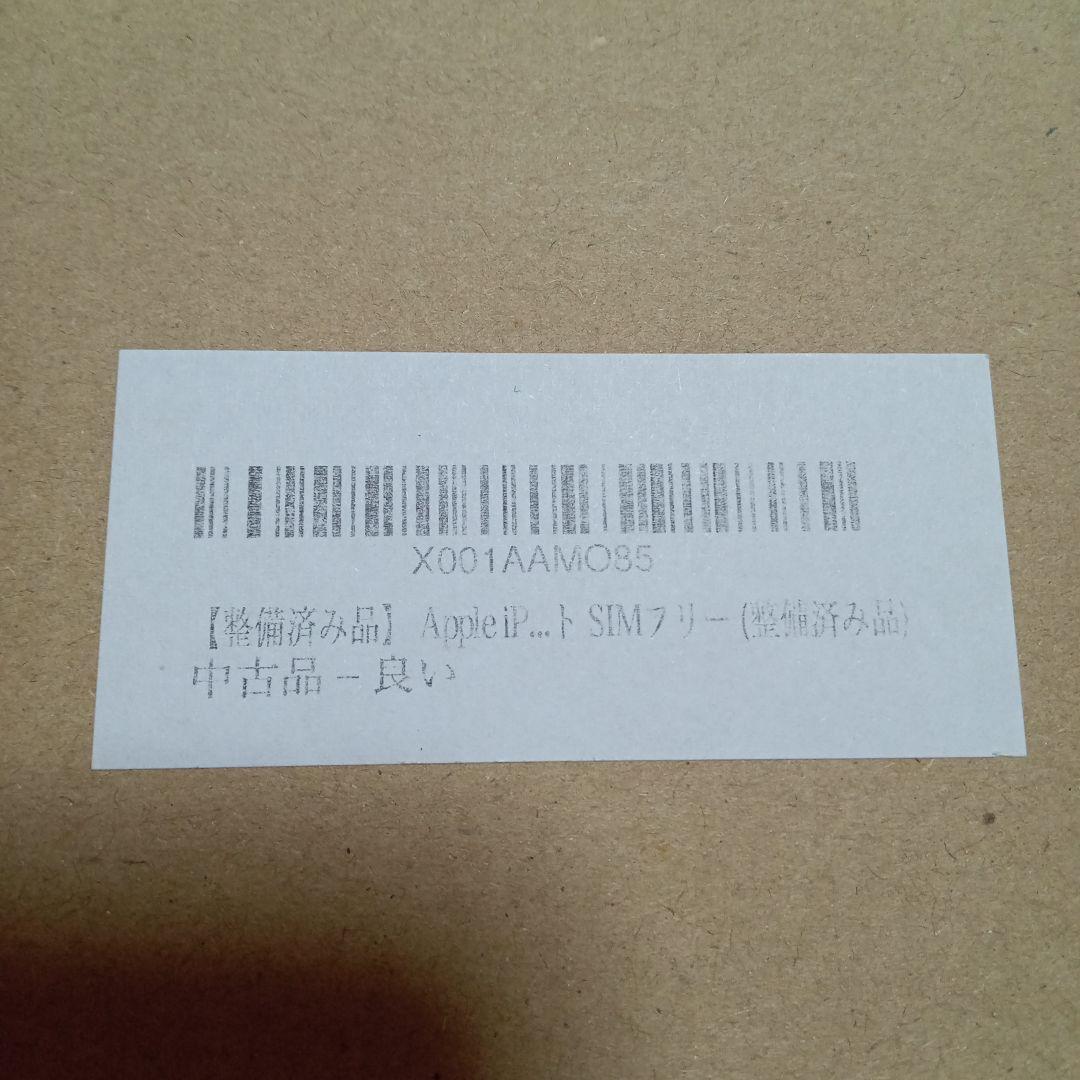 X001AAMO85
【整備済み品】 Apple iP...ト SIMフリー (整備済み品)
中古品 – 良い